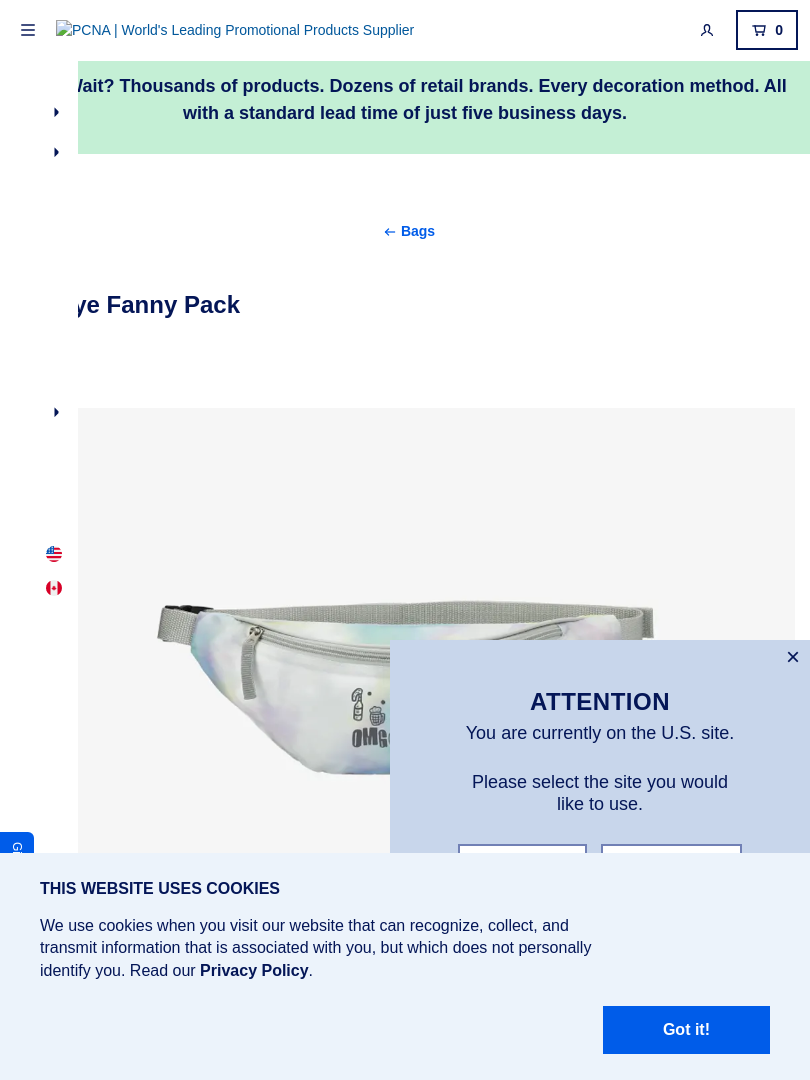 PCNA | World's Leading Promotional Products Supplier
0
Wait? Thousands of products. Dozens of retail brands. Every decoration method. All
with a standard lead time of just five business days.
Bags
ye Fanny Pack
OMG
ATTENTION
You are currently on the U.S. site.
Please select the site you would
like to use.
THIS WEBSITE USES COOKIES
We use cookies when you visit our website that can recognize, collect, and
transmit information that is associated with you, but which does not personally
identify you. Read our Privacy Policy.
Got it!